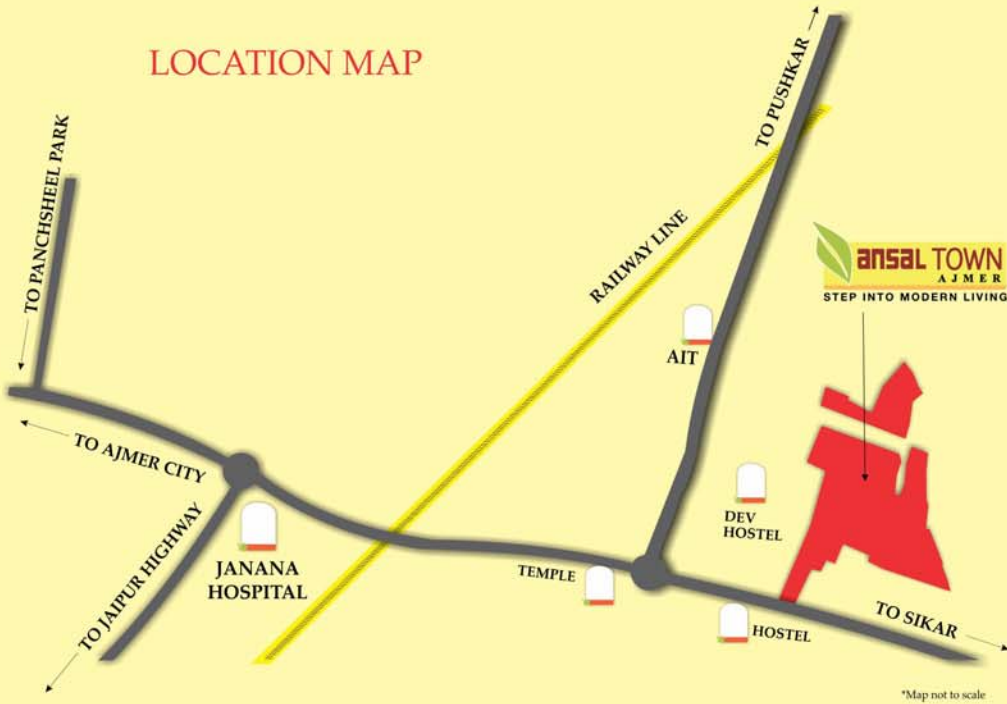 LOCATION MAP
TO PUSHKAR
TO PANCHSHEEL PARK
RAILWAY LINE
ansal TOWN
AJMER
STEP INTO MODERN LIVING
AIT
TO AJMER CITY
DEV
HOSTEL
TO JAIPUR HIGHWAY
JANANA
HOSPITAL
TEMPLE
HOSTEL
TO SIKAR
*Map not to scale